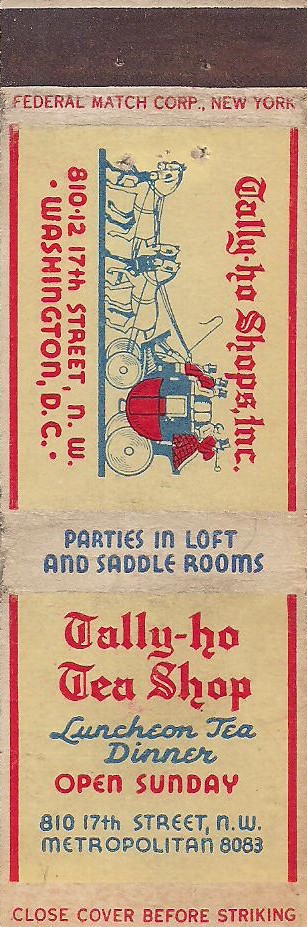 FEDERAL MATCH CORP., NEW YORK
Tally-ho Shops, Inc.
810-12 17th STREET, N.W.
• WASHINGTON, D.C. •
PARTIES IN LOFT
AND SADDLE ROOMS
Tally-ho
Tea Shop
Luncheon Tea
Dinner
OPEN SUNDAY
810 17th STREET, N.W.
METROPOLITAN 8083
CLOSE COVER BEFORE STRIKING